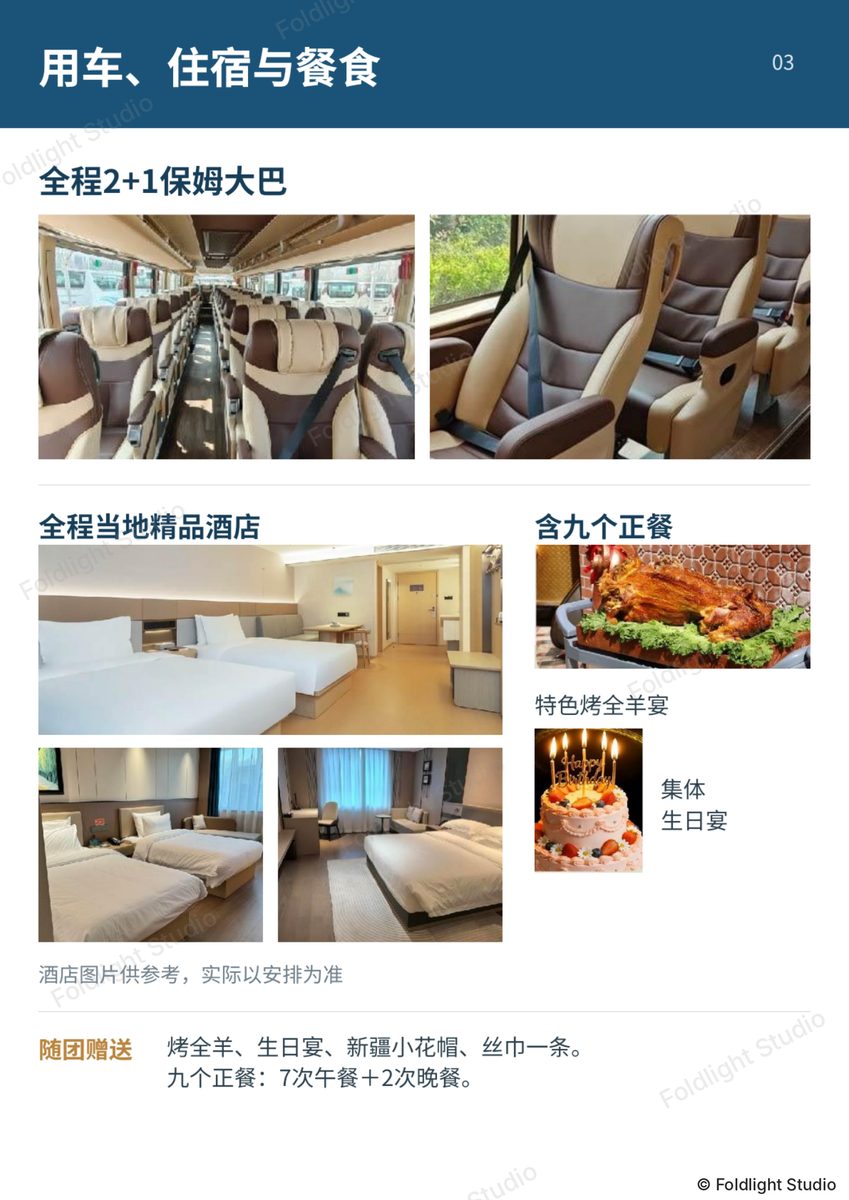 用车、住宿与餐食
03
全程2+1保姆大巴
全程当地精品酒店
含九个正餐
特色烤全羊宴
Happy
Birthday
集体
生日宴
酒店图片供参考，实际以安排为准
随团赠送
烤全羊、生日宴、新疆小花帽、丝巾一条。
九个正餐：7次午餐＋2次晚餐。
Foldlight Studio
© Foldlight Studio